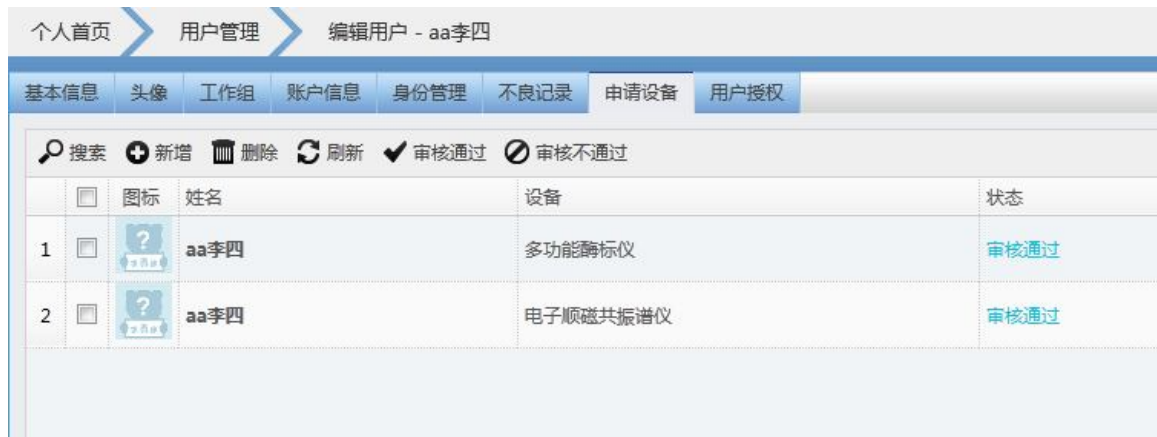 个人首页 用户管理 编辑用户 - aa李四
基本信息 头像 工作组 账户信息 身份管理 不良记录 申请设备 用户授权
搜索 新增 删除 刷新 审核通过 审核不通过
图标 姓名 设备 状态
1 aa李四 多功能酶标仪 审核通过
2 aa李四 电子顺磁共振谱仪 审核通过